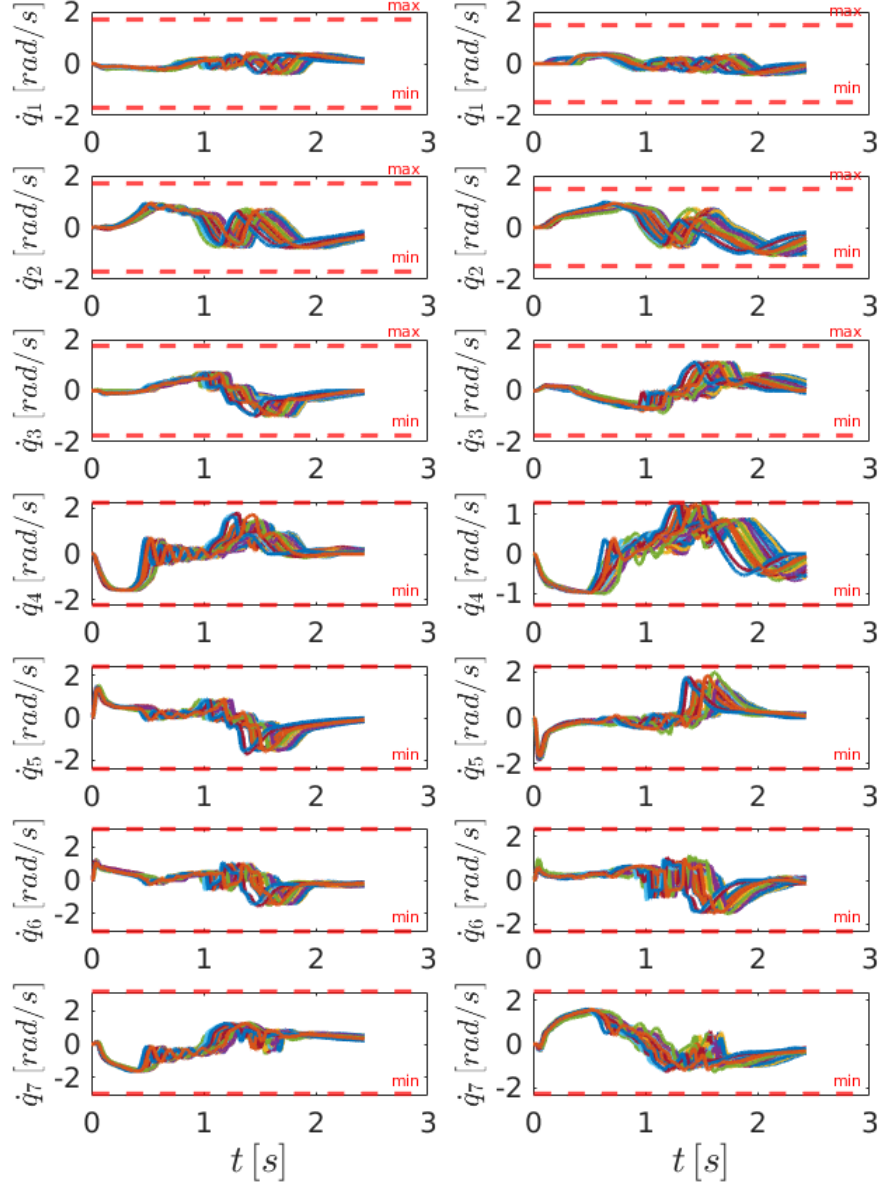 max
max
2
0
-2
q̇₁ [rad/s]
min
0 1 2 3
2
0
-2
q̇₁ [rad/s]
min
0 1 2 3
max
max
2
0
-2
q̇₂ [rad/s]
min
0 1 2 3
2
0
-2
q̇₂ [rad/s]
min
0 1 2 3
max
max
2
0
-2
q̇₃ [rad/s]
min
0 1 2 3
2
0
-2
q̇₃ [rad/s]
min
0 1 2 3
2
0
-2
q̇₄ [rad/s]
min
0 1 2 3
1
0
-1
q̇₄ [rad/s]
min
0 1 2 3
2
0
-2
q̇₅ [rad/s]
min
0 1 2 3
2
0
-2
q̇₅ [rad/s]
min
0 1 2 3
2
0
-2
q̇₆ [rad/s]
min
0 1 2 3
2
0
-2
q̇₆ [rad/s]
min
0 1 2 3
2
0
-2
q̇₇ [rad/s]
min
0 1 2 3
t [s]
2
0
-2
q̇₇ [rad/s]
min
0 1 2 3
t [s]